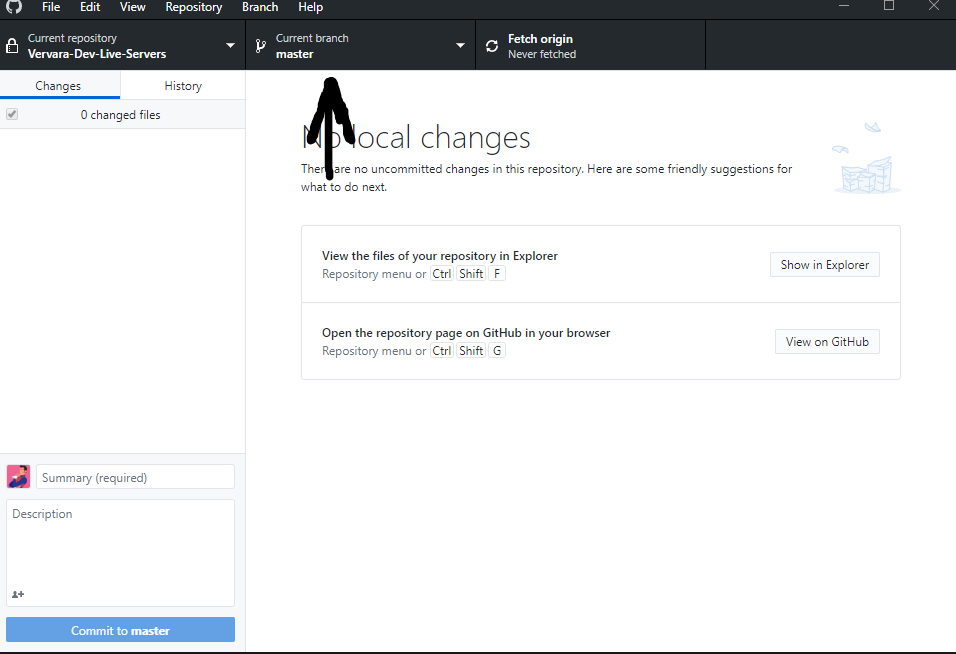 File Edit View Repository Branch Help
Current repository
Vervara-Dev-Live-Servers
Current branch
master
Fetch origin
Never fetched
Changes History
0 changed files
No local changes
There are no uncommitted changes in this repository. Here are some friendly suggestions for
what to do next.
View the files of your repository in Explorer
Repository menu or Ctrl Shift F
Show in Explorer
Open the repository page on GitHub in your browser
Repository menu or Ctrl Shift G
View on GitHub
Summary (required)
Description
Commit to master